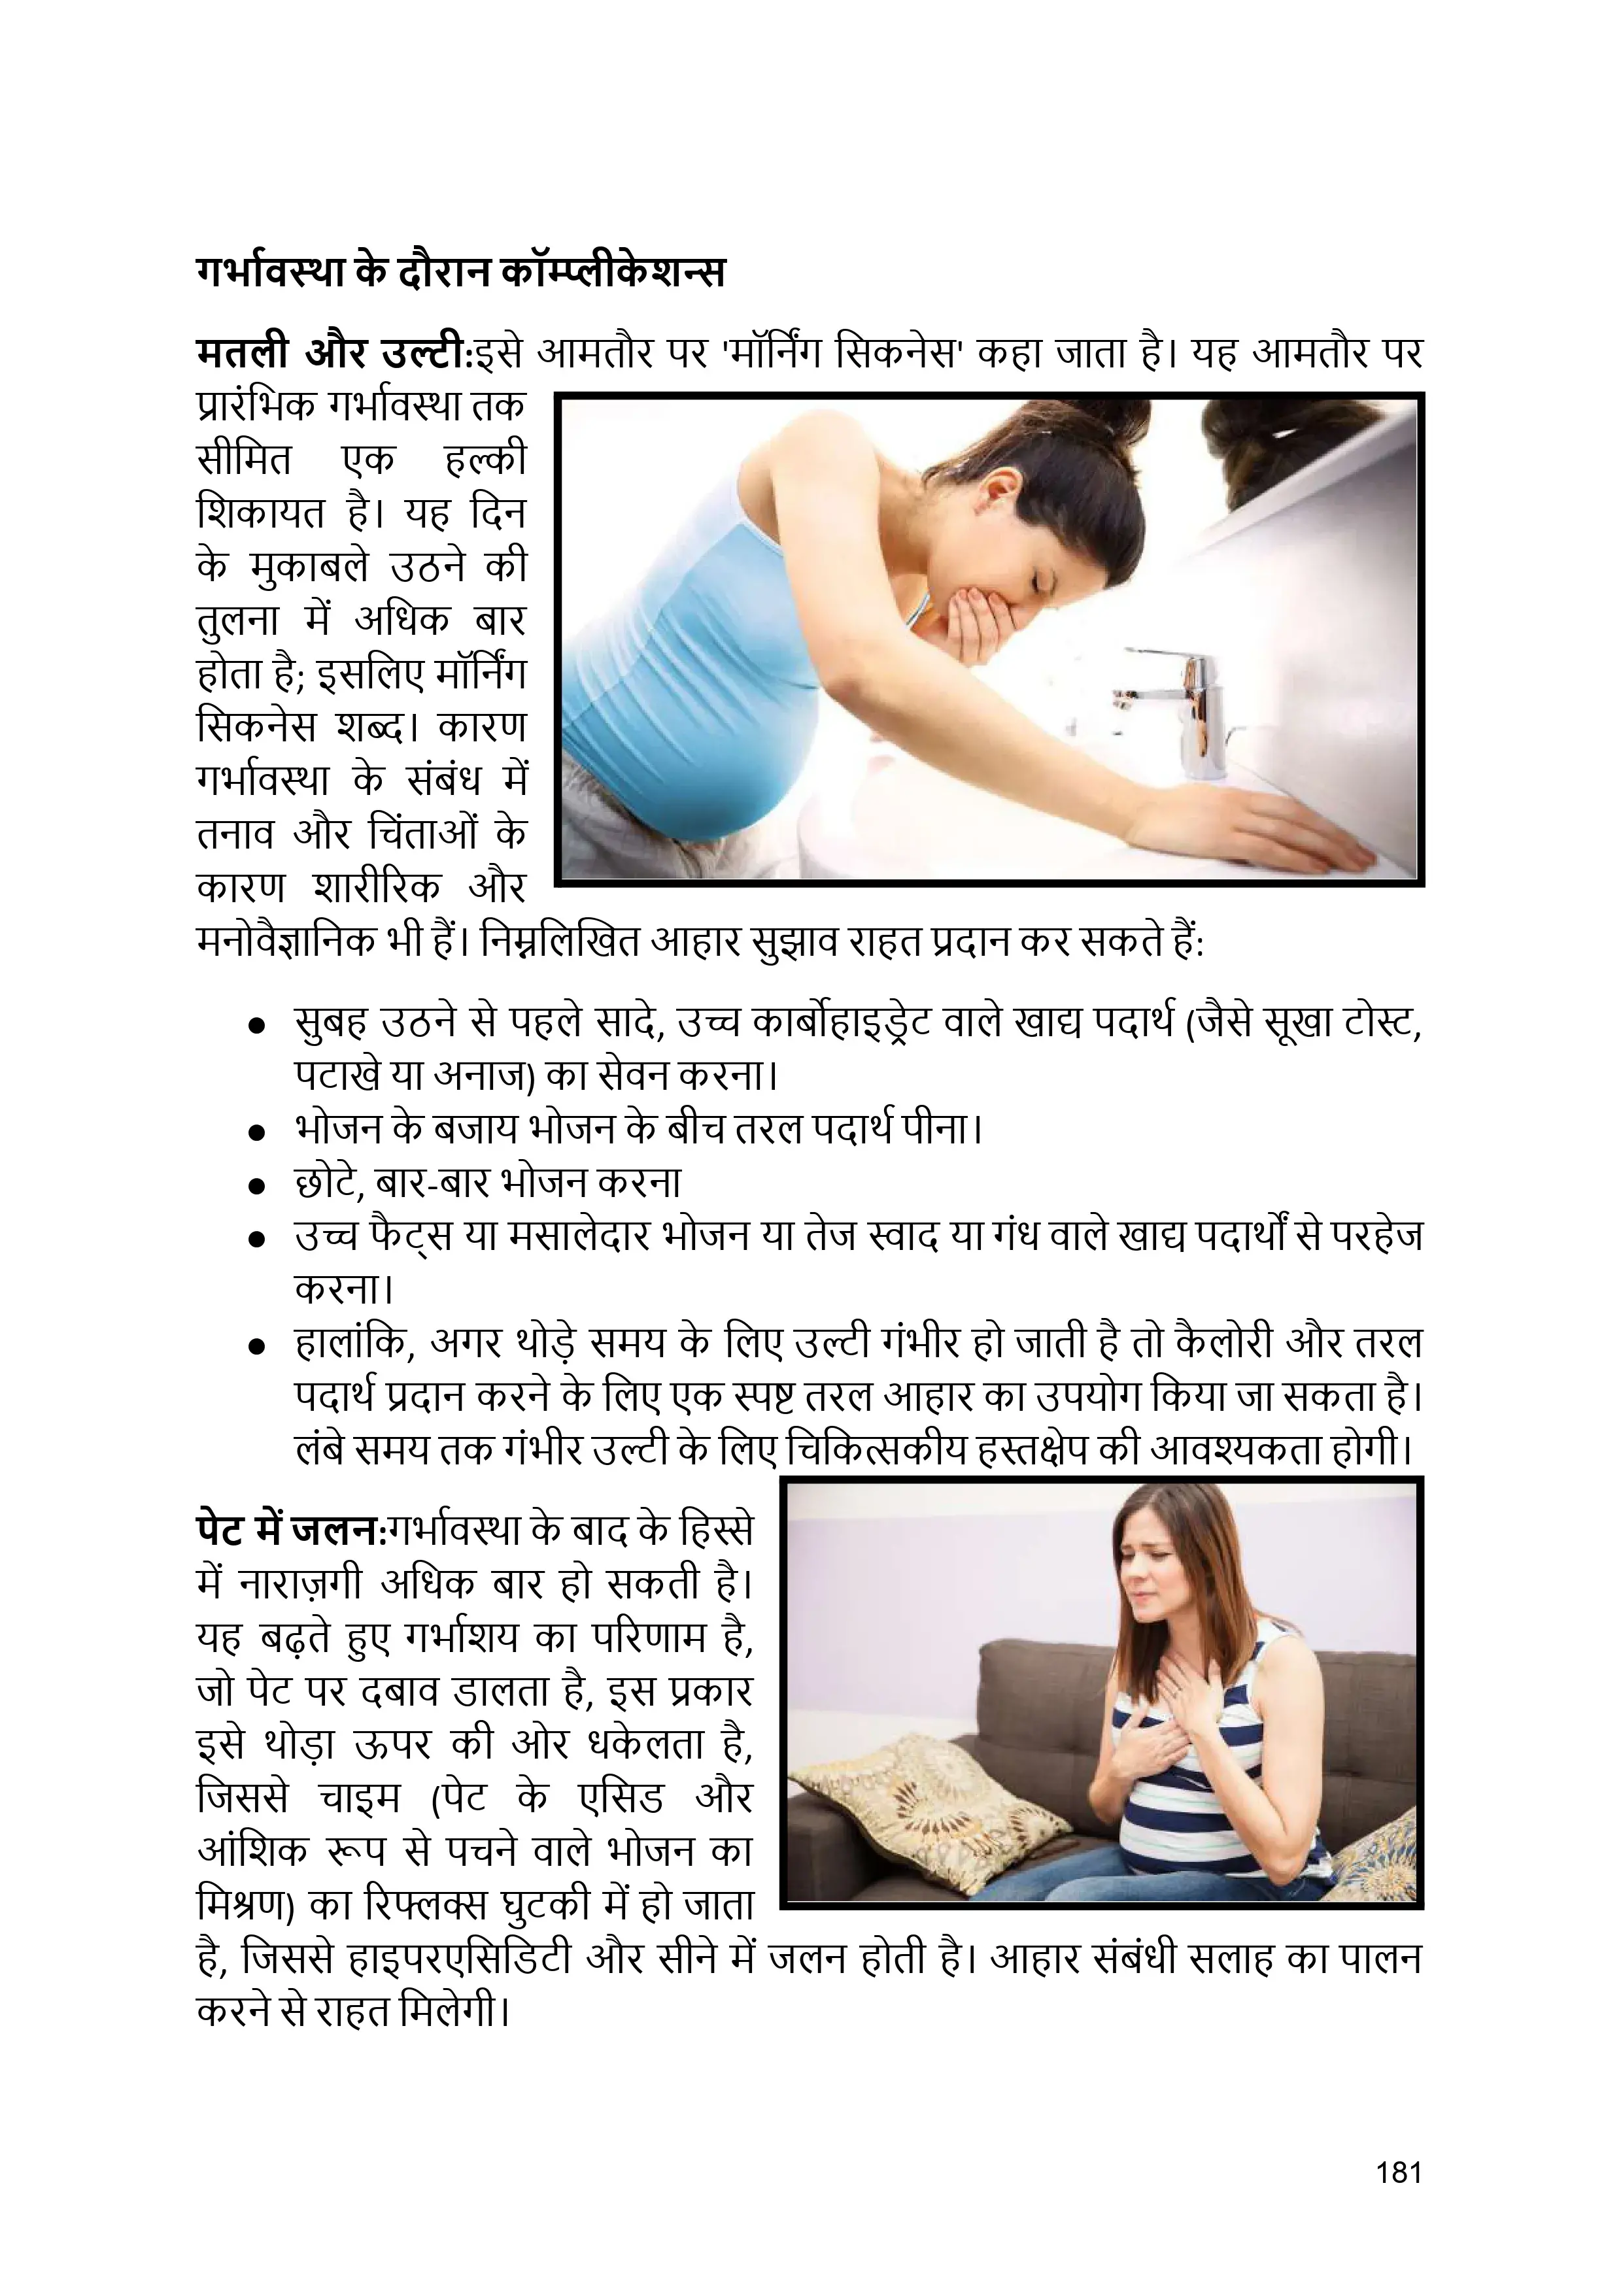 गर्भावस्था के दौरान कॉम्प्लीकेशन्स
मतली और उल्टी:इसे आमतौर पर 'मॉर्निंग सिकनेस' कहा जाता है। यह आमतौर पर
प्रारंभिक गर्भावस्था तक
सीमित एक हल्की
शिकायत है। यह दिन
के मुकाबले उठने की
तुलना में अधिक बार
होता है; इसलिए मॉर्निंग
सिकनेस शब्द। कारण
गर्भावस्था के संबंध में
तनाव और चिंताओं के
कारण शारीरिक और
मनोवैज्ञानिक भी हैं। निम्नलिखित आहार सुझाव राहत प्रदान कर सकते हैं:
● सुबह उठने से पहले सादे, उच्च कार्बोहाइड्रेट वाले खाद्य पदार्थ (जैसे सूखा टोस्ट,
पटाखे या अनाज) का सेवन करना।
● भोजन के बजाय भोजन के बीच तरल पदार्थ पीना।
● छोटे, बार-बार भोजन करना
● उच्च फैट्स या मसालेदार भोजन या तेज स्वाद या गंध वाले खाद्य पदार्थों से परहेज
करना।
● हालांकि, अगर थोड़े समय के लिए उल्टी गंभीर हो जाती है तो कैलोरी और तरल
पदार्थ प्रदान करने के लिए एक स्पष्ट तरल आहार का उपयोग किया जा सकता है।
लंबे समय तक गंभीर उल्टी के लिए चिकित्सकीय हस्तक्षेप की आवश्यकता होगी।
पेट में जलन:गर्भावस्था के बाद के हिस्से
में नाराज़गी अधिक बार हो सकती है।
यह बढ़ते हुए गर्भाशय का परिणाम है,
जो पेट पर दबाव डालता है, इस प्रकार
इसे थोड़ा ऊपर की ओर धकेलता है,
जिससे चाइम (पेट के एसिड और
आंशिक रूप से पचने वाले भोजन का
मिश्रण) का रिफ्लक्स घुटकी में हो जाता
है, जिससे हाइपरएसिडिटी और सीने में जलन होती है। आहार संबंधी सलाह का पालन
करने से राहत मिलेगी।
181